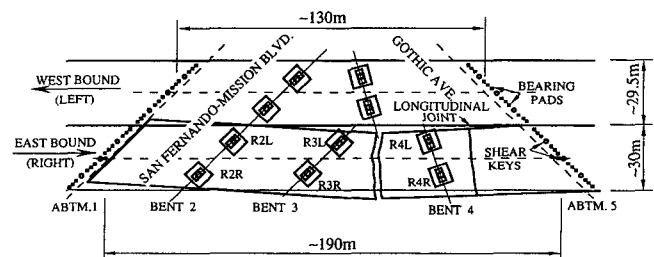 ~130m
SAN FERNANDO-MISSION BLVD.
GOTHIC AVE.
WEST BOUND
(LEFT)
BEARING
PADS
~29.5m
LONGITUDINAL
JOINT
EAST BOUND
(RIGHT)
R2L
R3L
R4L
SHEAR
KEYS
~30m
R2R
R3R
R4R
ABTM.1
BENT 2
BENT 3
BENT 4
ABTM. 5
~190m